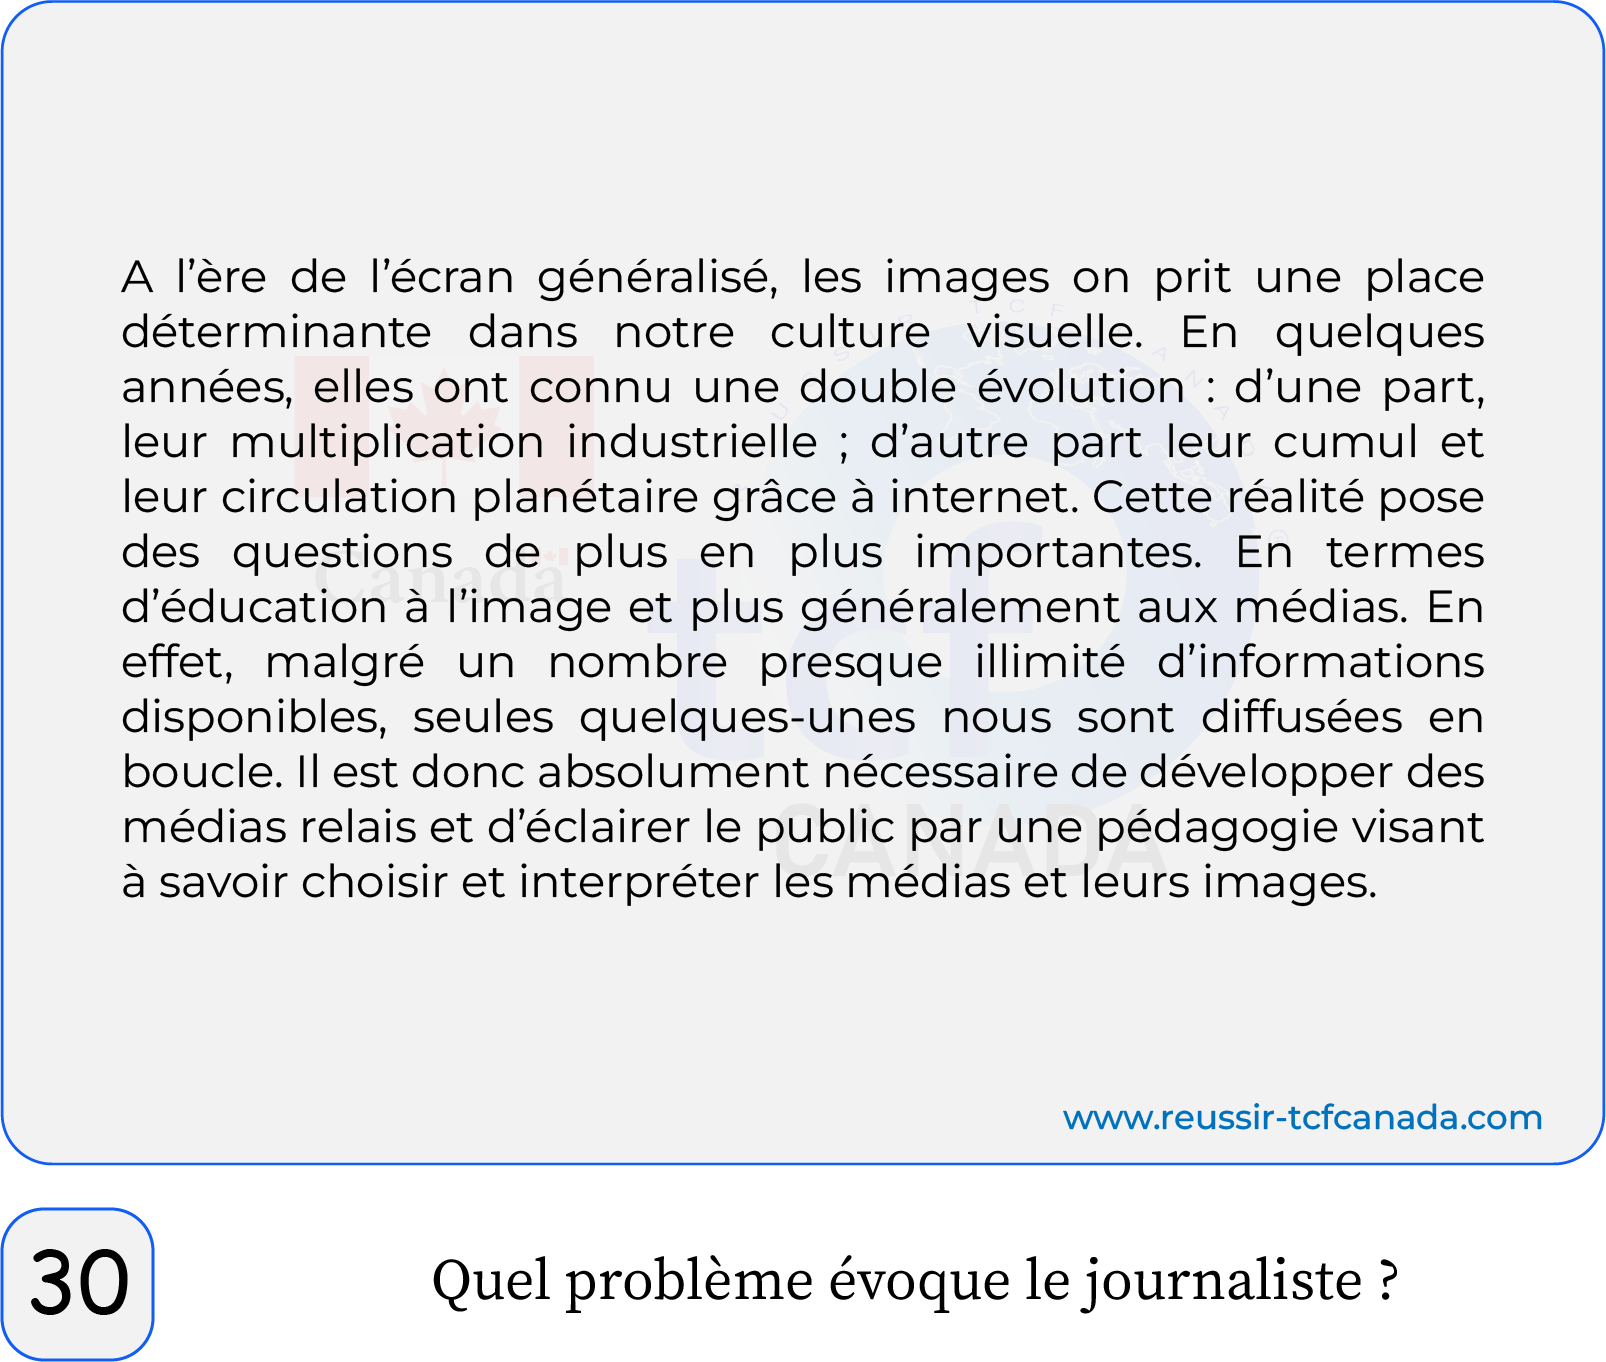 A l’ère de l’écran généralisé, les images on prit une place
déterminante dans notre culture visuelle. En quelques
années, elles ont connu une double évolution : d’une part,
leur multiplication industrielle ; d’autre part leur cumul et
leur circulation planétaire grâce à internet. Cette réalité pose
des questions de plus en plus importantes. En termes
d’éducation à l’image et plus généralement aux médias. En
effet, malgré un nombre presque illimité d’informations
disponibles, seules quelques-unes nous sont diffusées en
boucle. Il est donc absolument nécessaire de développer des
médias relais et d’éclairer le public par une pédagogie visant
à savoir choisir et interpréter les médias et leurs images.
Canada
tcf
CANADA
www.reussir-tcfcanada.com
30
Quel problème évoque le journaliste ?